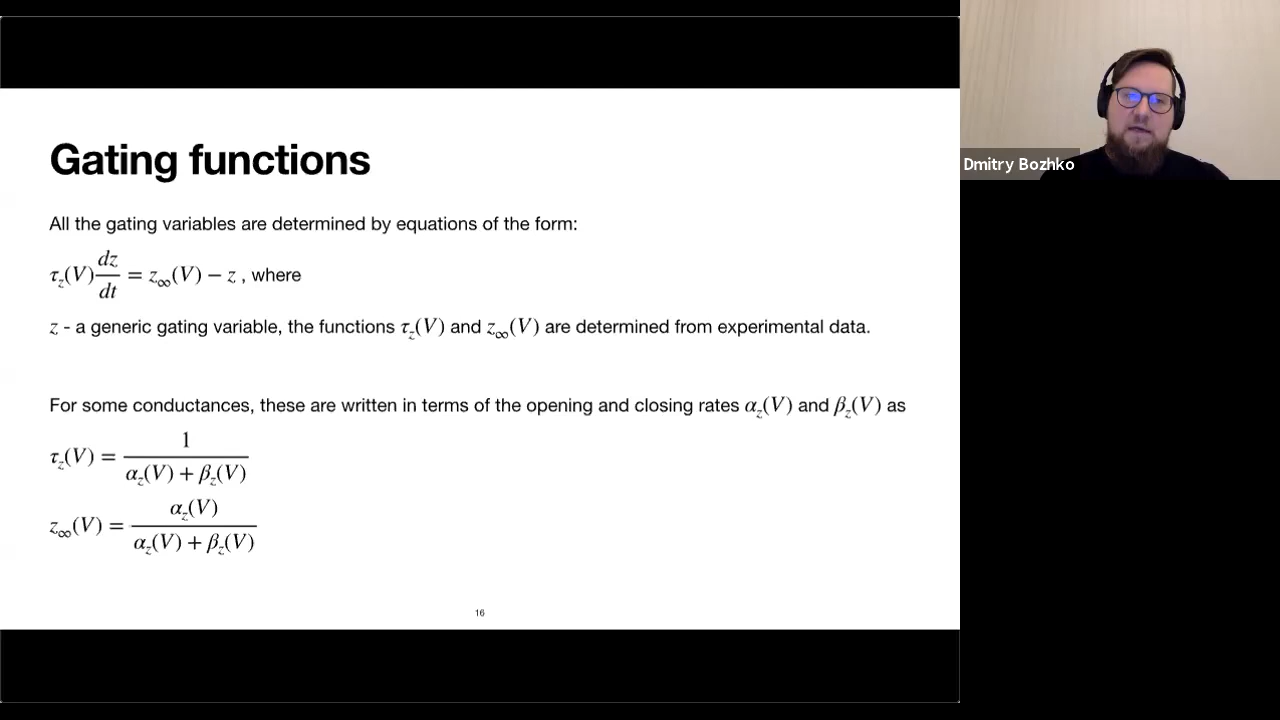 Gating functions
All the gating variables are determined by equations of the form:
τ_z(V) dz/dt = z_∞(V) − z , where
z - a generic gating variable, the functions τ_z(V) and z_∞(V) are determined from experimental data.
For some conductances, these are written in terms of the opening and closing rates α_z(V) and β_z(V) as
τ_z(V) = 1 / (α_z(V) + β_z(V))
z_∞(V) = α_z(V) / (α_z(V) + β_z(V))
16
Dmitry Bozhko